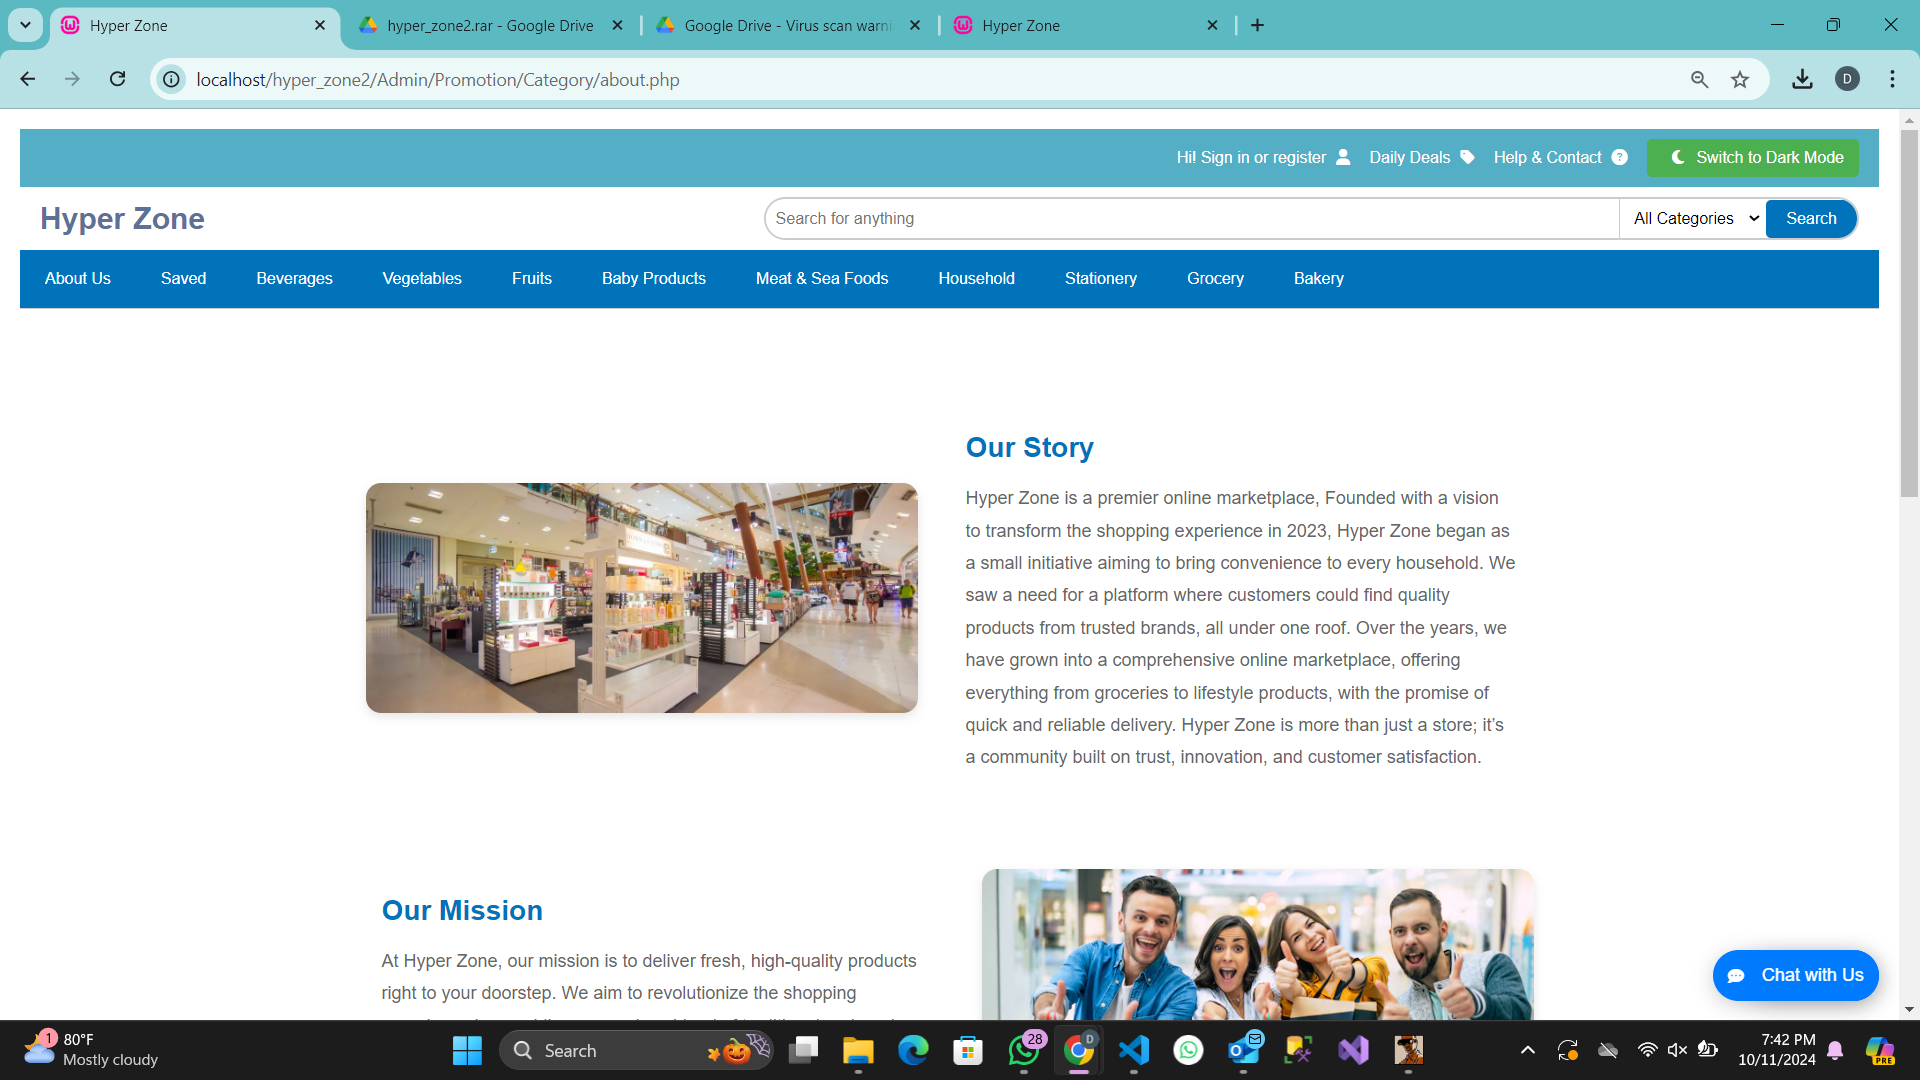 Hyper Zone
hyper_zone2.rar - Google Drive
Google Drive - Virus scan warni
Hyper Zone
localhost/hyper_zone2/Admin/Promotion/Category/about.php
D
Hi! Sign in or register
Daily Deals
Help & Contact
Switch to Dark Mode
Hyper Zone
Search for anything
All Categories
Search
About Us
Saved
Beverages
Vegetables
Fruits
Baby Products
Meat & Sea Foods
Household
Stationery
Grocery
Bakery
Our Story
Hyper Zone is a premier online marketplace, Founded with a vision
to transform the shopping experience in 2023, Hyper Zone began as
a small initiative aiming to bring convenience to every household. We
saw a need for a platform where customers could find quality
products from trusted brands, all under one roof. Over the years, we
have grown into a comprehensive online marketplace, offering
everything from groceries to lifestyle products, with the promise of
quick and reliable delivery. Hyper Zone is more than just a store; it’s
a community built on trust, innovation, and customer satisfaction.
Our Mission
At Hyper Zone, our mission is to deliver fresh, high-quality products
right to your doorstep. We aim to revolutionize the shopping
Chat with Us
1
80°F
Mostly cloudy
Search
28
D
7:42 PM
10/11/2024
PRE